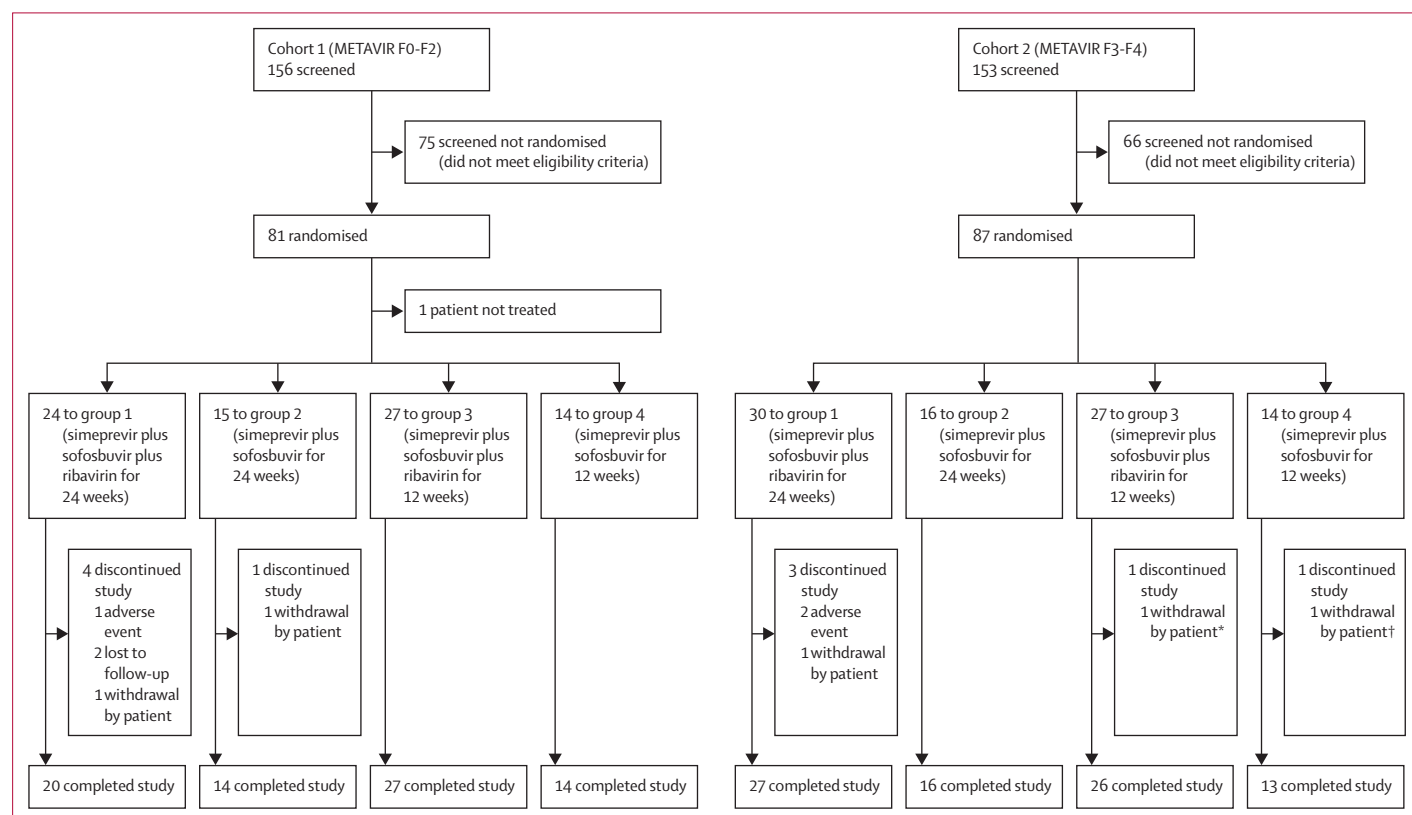 Cohort 1 (METAVIR F0-F2)
156 screened
75 screened not randomised
(did not meet eligibility criteria)
81 randomised
1 patient not treated
24 to group 1
(simeprevir plus
sofosbuvir plus
ribavirin for
24 weeks)
15 to group 2
(simeprevir plus
sofosbuvir for
24 weeks)
27 to group 3
(simeprevir plus
sofosbuvir plus
ribavirin for
12 weeks)
14 to group 4
(simeprevir plus
sofosbuvir for
12 weeks)
4 discontinued
study
1 adverse
event
2 lost to
follow-up
1 withdrawal
by patient
1 discontinued
study
1 withdrawal
by patient
20 completed study
14 completed study
27 completed study
14 completed study
Cohort 2 (METAVIR F3-F4)
153 screened
66 screened not randomised
(did not meet eligibility criteria)
87 randomised
30 to group 1
(simeprevir plus
sofosbuvir plus
ribavirin for
24 weeks)
16 to group 2
(simeprevir plus
sofosbuvir for
24 weeks)
27 to group 3
(simeprevir plus
sofosbuvir plus
ribavirin for
12 weeks)
14 to group 4
(simeprevir plus
sofosbuvir for
12 weeks)
3 discontinued
study
2 adverse
event
1 withdrawal
by patient
1 discontinued
study
1 withdrawal
by patient*
1 discontinued
study
1 withdrawal
by patient†
27 completed study
16 completed study
26 completed study
13 completed study